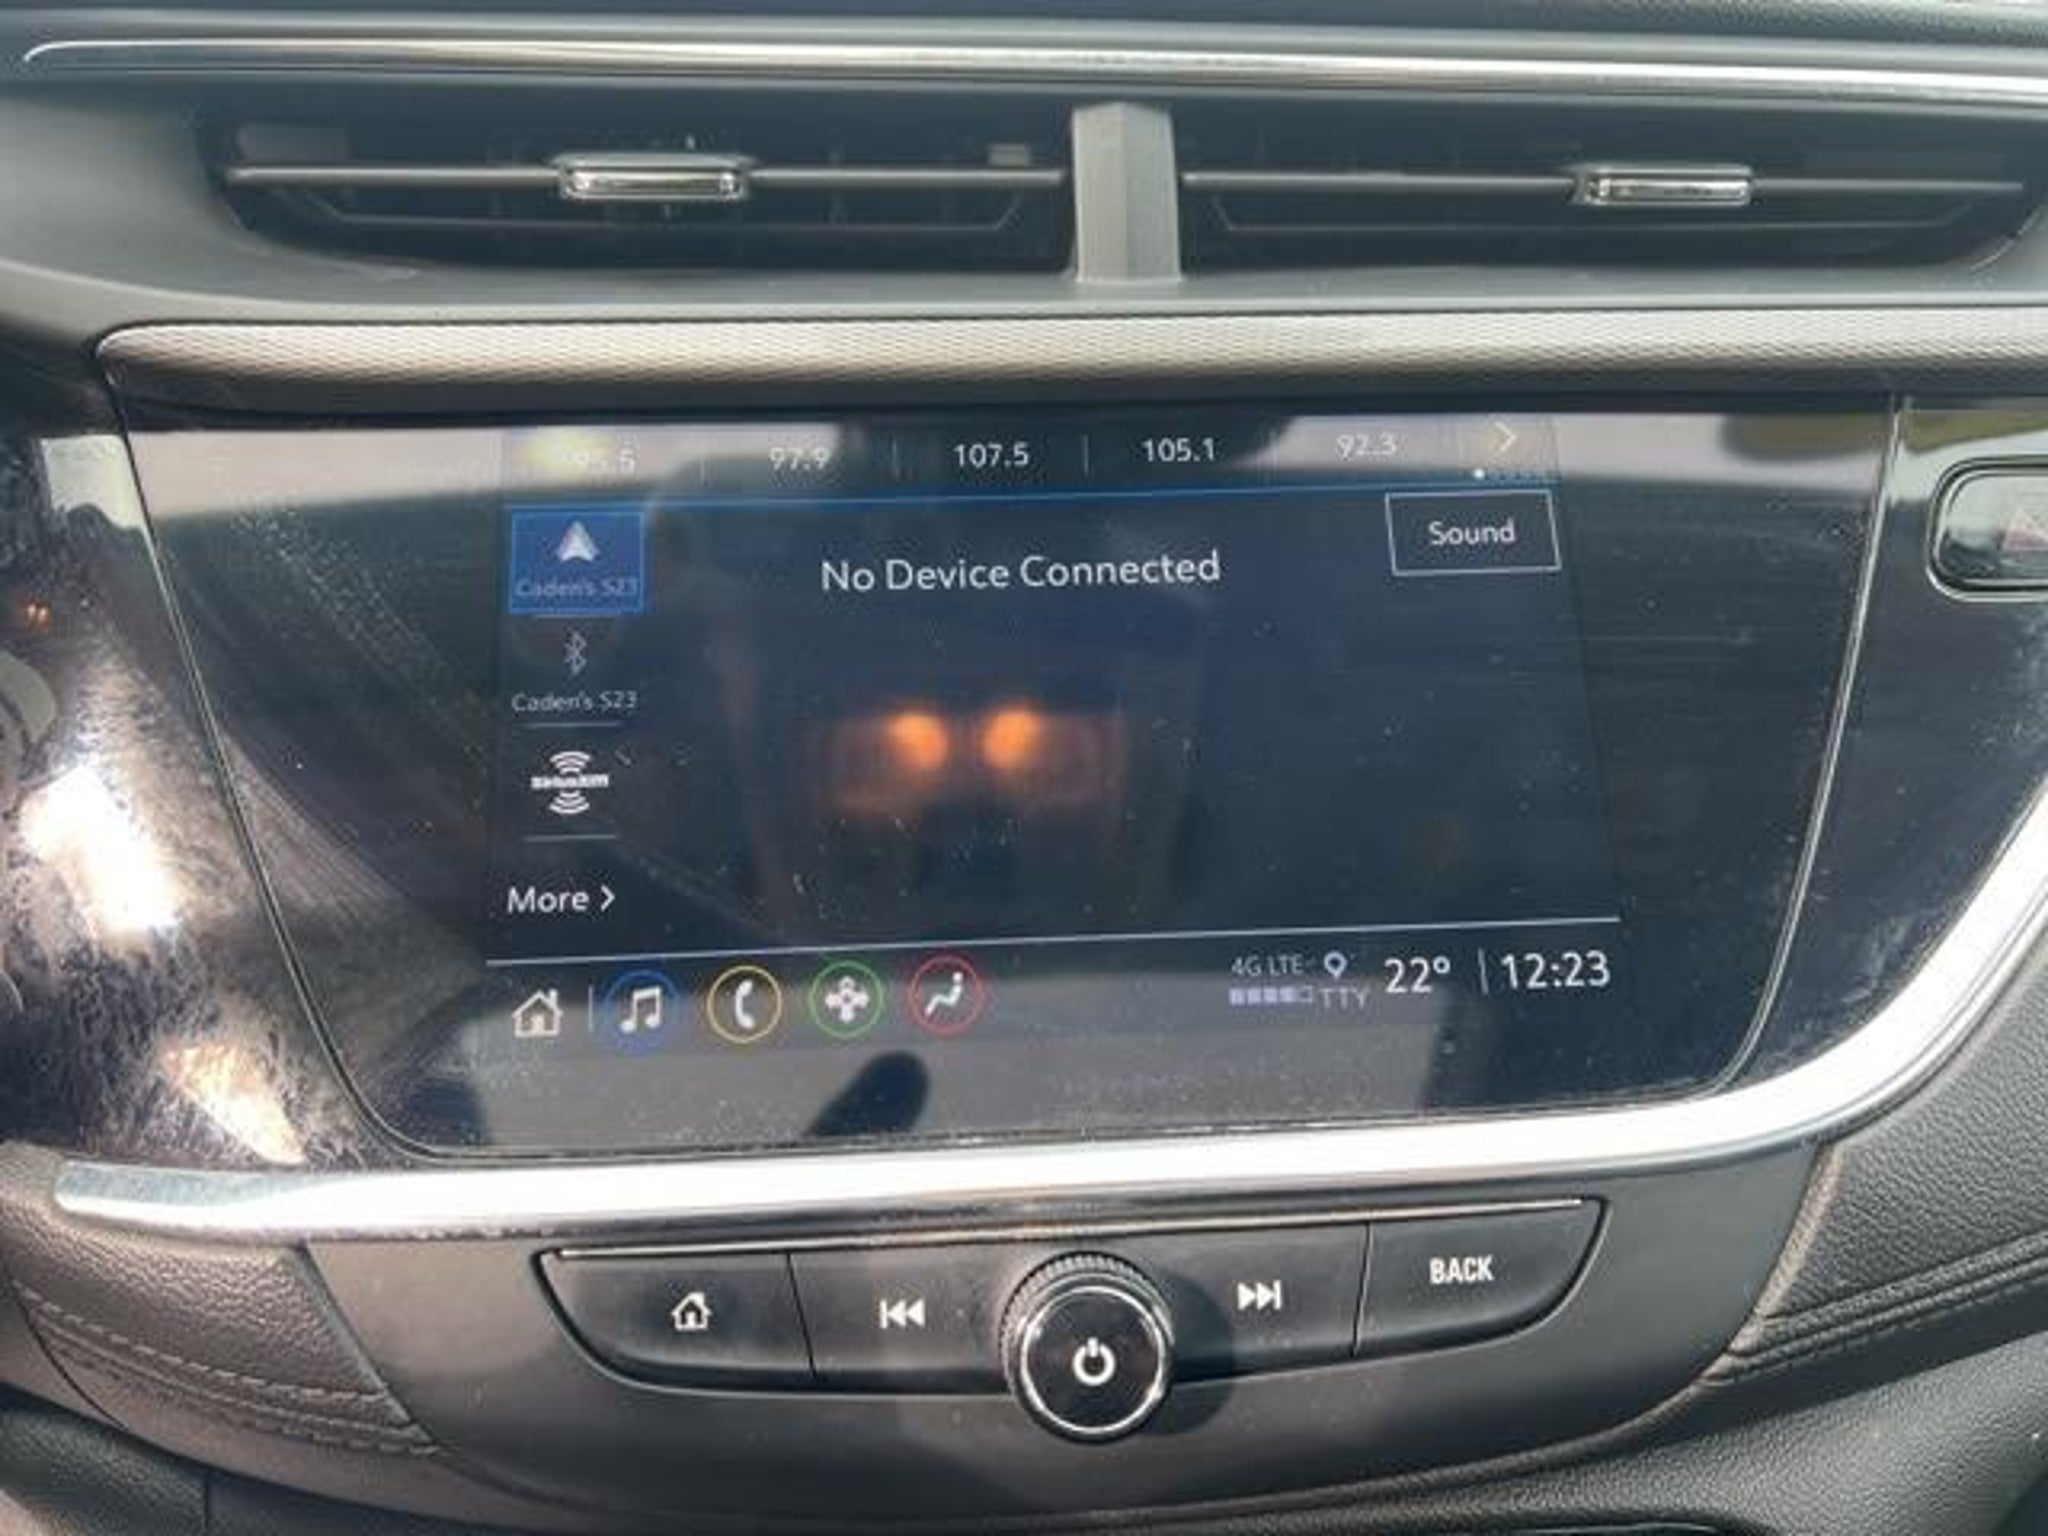 97.9 107.5 105.1 92.3
Sound
No Device Connected
Caden's S23
Caden's S23
SiriusXM
More
4G LTE
TTY
22° 12:23
BACK